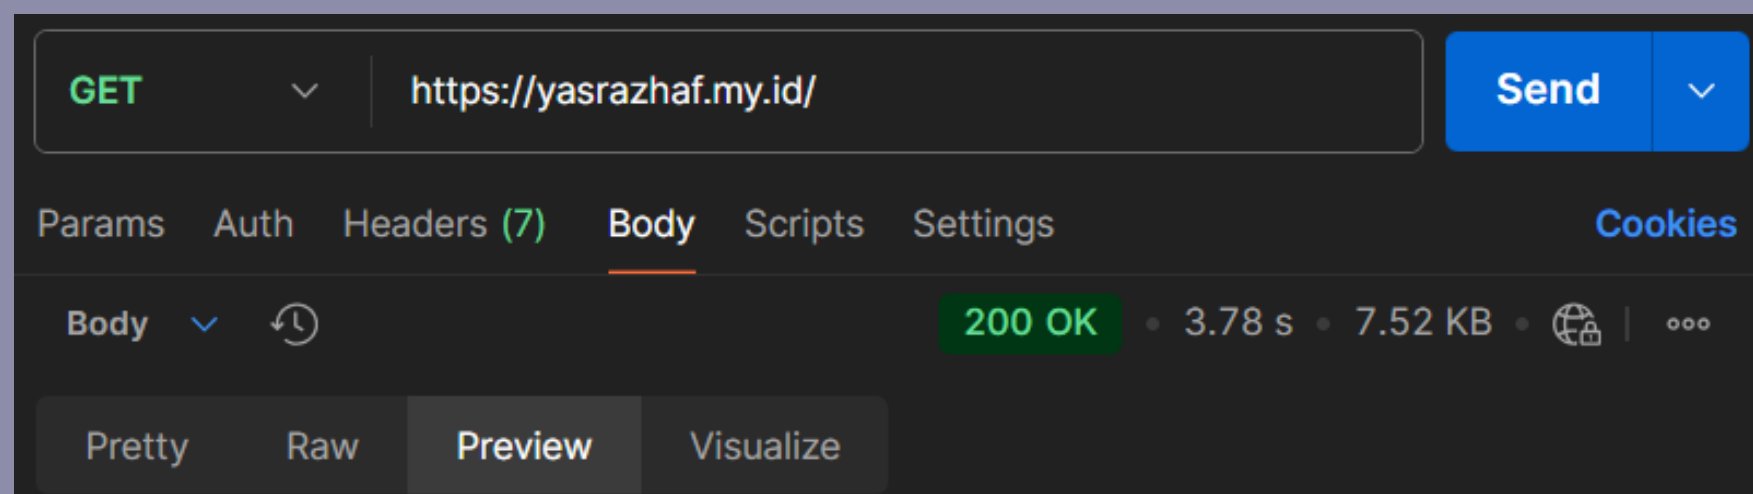 GET https://yasrazhaf.my.id/ Send
Params Auth Headers (7) Body Scripts Settings Cookies
Body 200 OK • 3.78 s • 7.52 KB •
Pretty Raw Preview Visualize